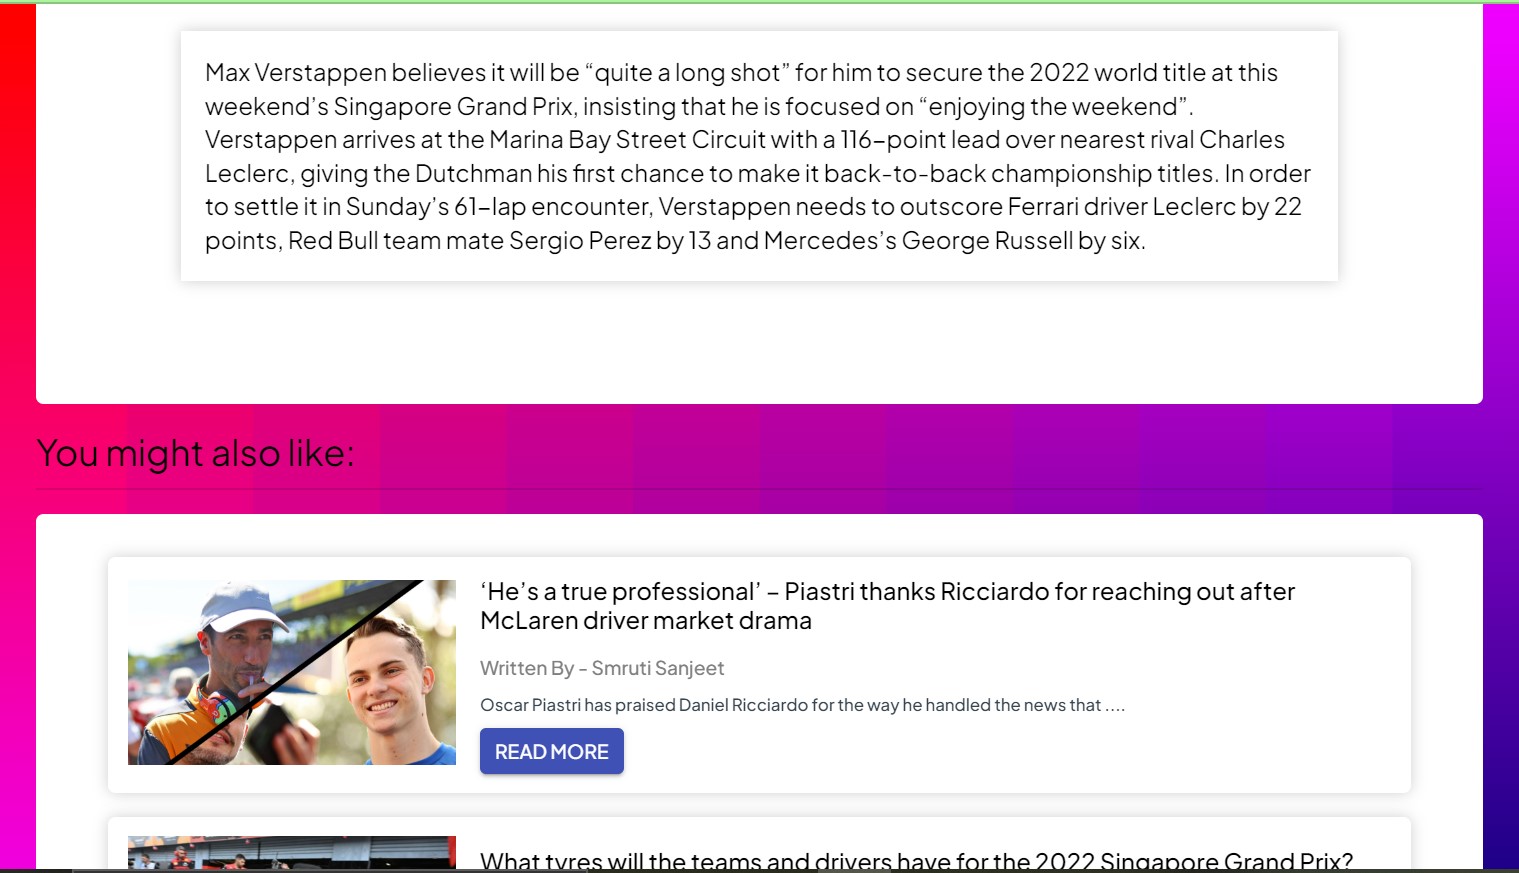 Max Verstappen believes it will be “quite a long shot” for him to secure the 2022 world title at this
weekend’s Singapore Grand Prix, insisting that he is focused on “enjoying the weekend”.
Verstappen arrives at the Marina Bay Street Circuit with a 116–point lead over nearest rival Charles
Leclerc, giving the Dutchman his first chance to make it back-to-back championship titles. In order
to settle it in Sunday’s 61–lap encounter, Verstappen needs to outscore Ferrari driver Leclerc by 22
points, Red Bull team mate Sergio Perez by 13 and Mercedes’s George Russell by six.
You might also like:
‘He’s a true professional’ – Piastri thanks Ricciardo for reaching out after
McLaren driver market drama
Written By - Smruti Sanjeet
Oscar Piastri has praised Daniel Ricciardo for the way he handled the news that ....
READ MORE
What tyres will the teams and drivers have for the 2022 Singapore Grand Prix?